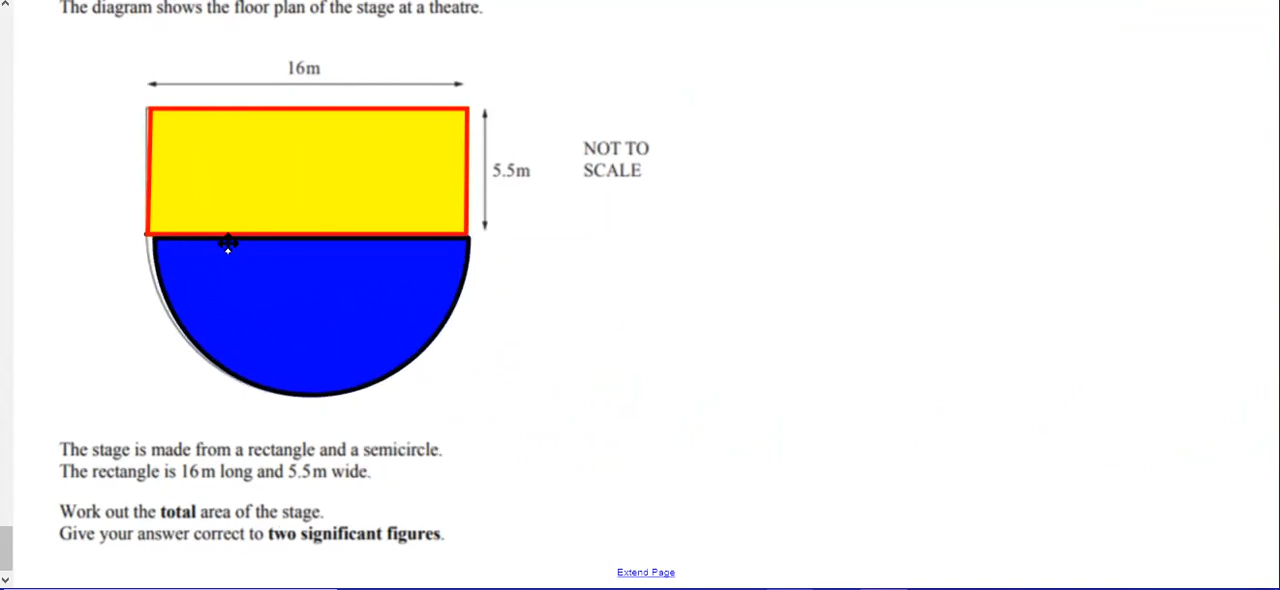 The diagram shows the floor plan of the stage at a theatre.
16m
5.5m
NOT TO
SCALE
The stage is made from a rectangle and a semicircle.
The rectangle is 16m long and 5.5m wide.
Work out the total area of the stage.
Give your answer correct to two significant figures.
Extend Page